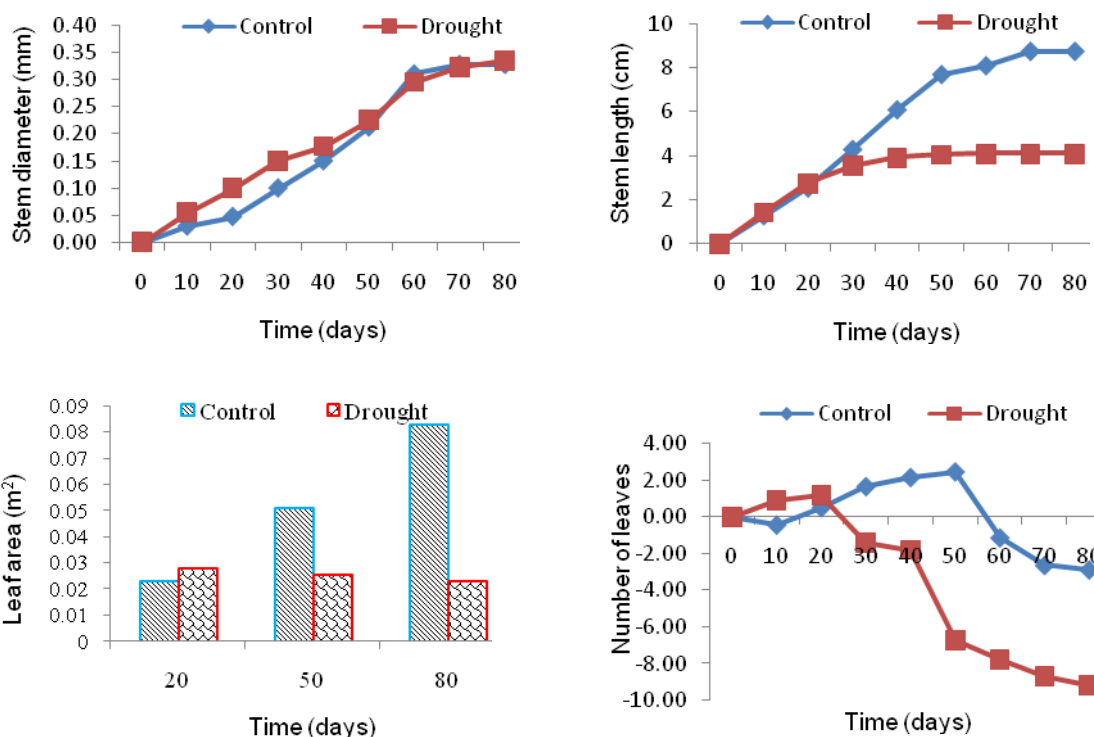 Control Drought
Stem diameter (mm)
0.40
0.35
0.30
0.25
0.20
0.15
0.10
0.05
0.00
0 10 20 30 40 50 60 70 80
Time (days)
Control Drought
Stem length (cm)
10
8
6
4
2
0
0 10 20 30 40 50 60 70 80
Time (days)
Control Drought
Leaf area (m²)
0.09
0.08
0.07
0.06
0.05
0.04
0.03
0.02
0.01
0
20 50 80
Time (days)
Control Drought
Number of leaves
4.00
2.00
0.00
-2.00
-4.00
-6.00
-8.00
-10.00
0 10 20 30 40 50 60 70 80
Time (days)